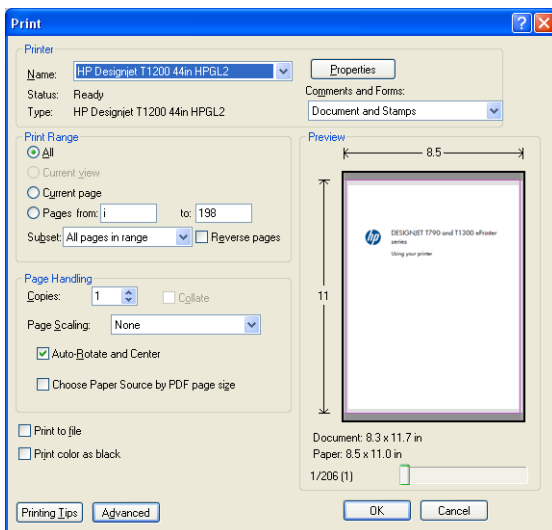 Print
Printer
Name: HP Designjet T1200 44in HPGL2
Properties
Status: Ready
Comments and Forms:
Type: HP Designjet T1200 44in HPGL2
Document and Stamps
Print Range
All
Current view
Current page
Pages from: i to: 198
Subset: All pages in range
Reverse pages
Page Handling
Copies: 1
Collate
Page Scaling: None
Auto-Rotate and Center
Choose Paper Source by PDF page size
Print to file
Print color as black
Preview
8.5
11
hp
DESIGNJET T790 and T1300 ePrinter
series
Using your printer
Document: 8.3 x 11.7 in
Paper: 8.5 x 11.0 in
1/206 (1)
Printing Tips
Advanced
OK
Cancel